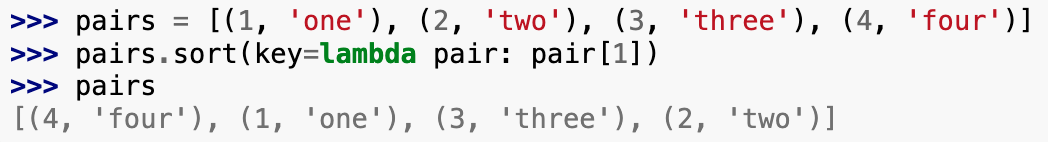 >>> pairs = [(1, 'one'), (2, 'two'), (3, 'three'), (4, 'four')]
>>> pairs.sort(key=lambda pair: pair[1])
>>> pairs
[(4, 'four'), (1, 'one'), (3, 'three'), (2, 'two')]